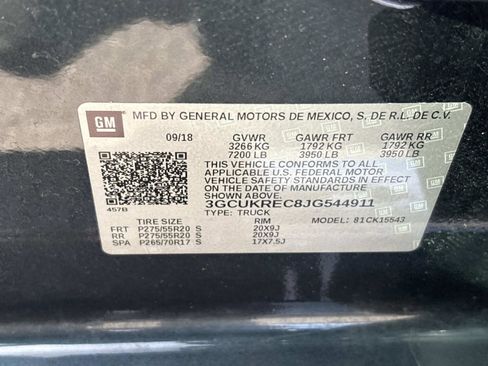 GM MFD BY GENERAL MOTORS DE MEXICO, S. DE R.L. DE C.V.
09/18 GVWR GAWR FRT GAWR RR
3266 KG 1792 KG 1792 KG
7200 LB 3950 LB 3950 LB
THIS VEHICLE CONFORMS TO ALL
APPLICABLE U.S. FEDERAL MOTOR
VEHICLE SAFETY STANDARDS IN EFFECT
ON THE DATE OF MANUFACTURE SHOWN ABOVE.
457B 3GCUKREC8JG544911
TYPE: TRUCK MODEL: 81CK15543
TIRE SIZE RIM
FRT P275/55R20 S 20X9J
RR P275/55R20 S 20X9J
SPA P265/70R17 S 17X7.5J